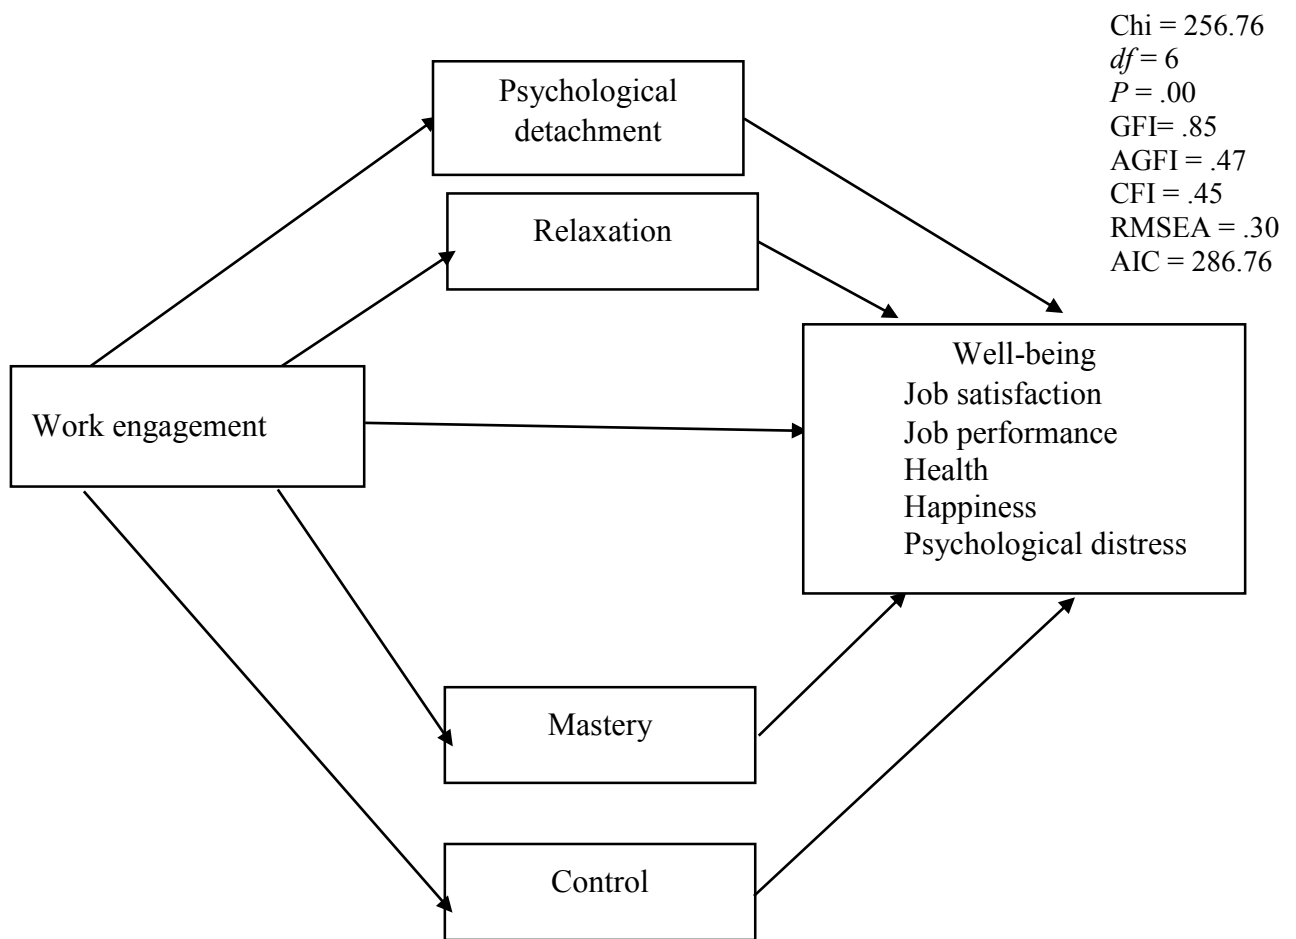 Chi = 256.76
df = 6
P = .00
GFI= .85
AGFI = .47
CFI = .45
RMSEA = .30
AIC = 286.76
Psychological
detachment
Relaxation
Work engagement
Well-being
Job satisfaction
Job performance
Health
Happiness
Psychological distress
Mastery
Control